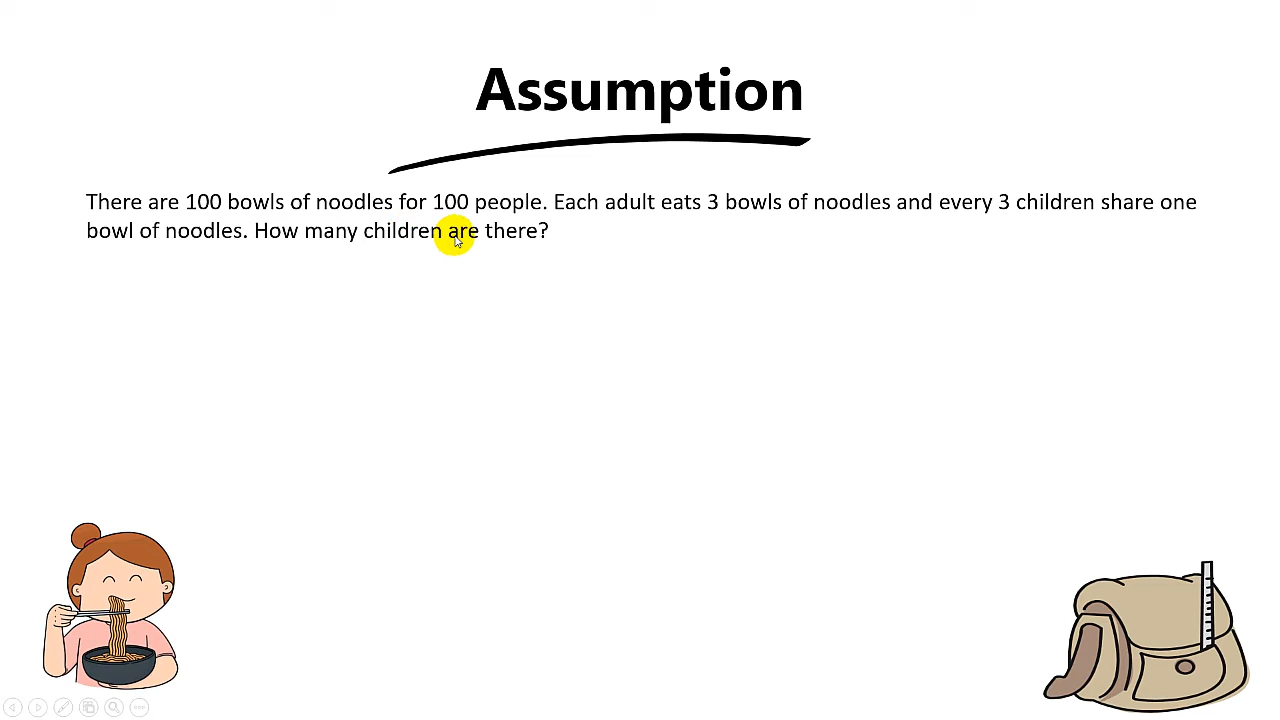 Assumption
There are 100 bowls of noodles for 100 people. Each adult eats 3 bowls of noodles and every 3 children share one
bowl of noodles. How many children are there?